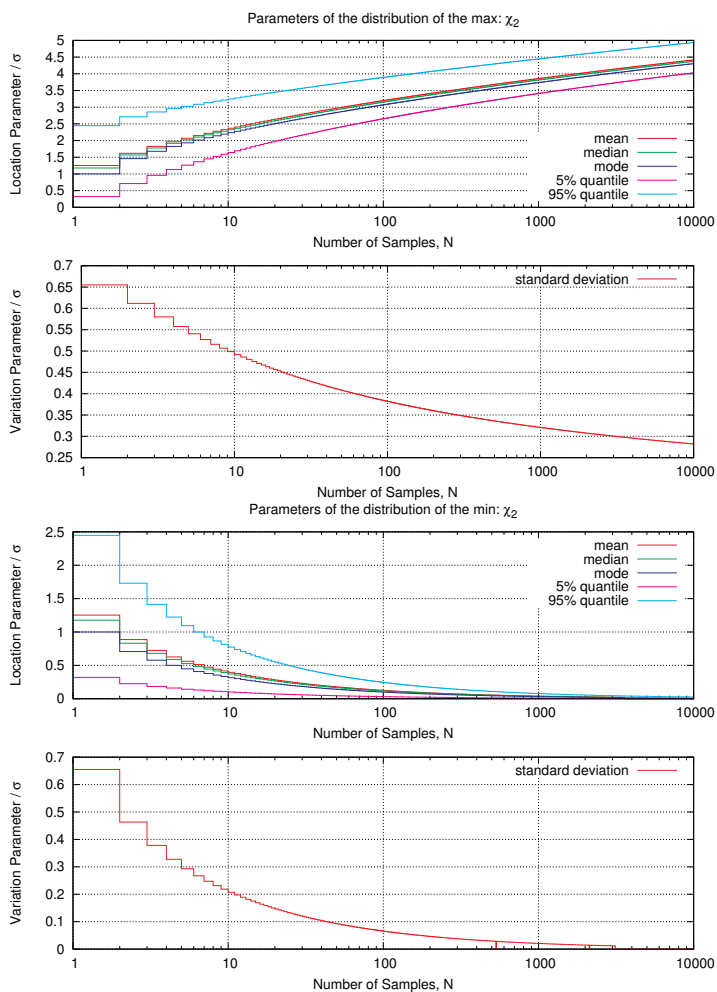 Parameters of the distribution of the max: χ2
Location Parameter / σ
5
4.5
4
3.5
3
2.5
2
1.5
1
0.5
0
mean
median
mode
5% quantile
95% quantile
1 10 100 1000 10000
Number of Samples, N
Variation Parameter / σ
0.7
0.65
0.6
0.55
0.5
0.45
0.4
0.35
0.3
0.25
standard deviation
1 10 100 1000 10000
Number of Samples, N
Parameters of the distribution of the min: χ2
Location Parameter / σ
2.5
2
1.5
1
0.5
0
mean
median
mode
5% quantile
95% quantile
1 10 100 1000 10000
Number of Samples, N
Variation Parameter / σ
0.7
0.6
0.5
0.4
0.3
0.2
0.1
0
standard deviation
1 10 100 1000 10000
Number of Samples, N